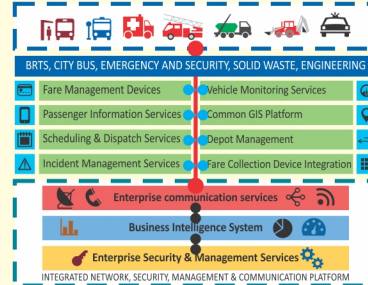 BRTS, CITY BUS, EMERGENCY AND SECURITY, SOLID WASTE, ENGINEERING
Fare Management Devices
Vehicle Monitoring Services
Passenger Information Services
Common GIS Platform
Scheduling & Dispatch Services
Depot Management
Incident Management Services
Fare Collection Device Integration
Enterprise communication services
Business Intelligence System
Enterprise Security & Management Services
INTEGRATED NETWORK, SECURITY, MANAGEMENT & COMMUNICATION PLATFORM